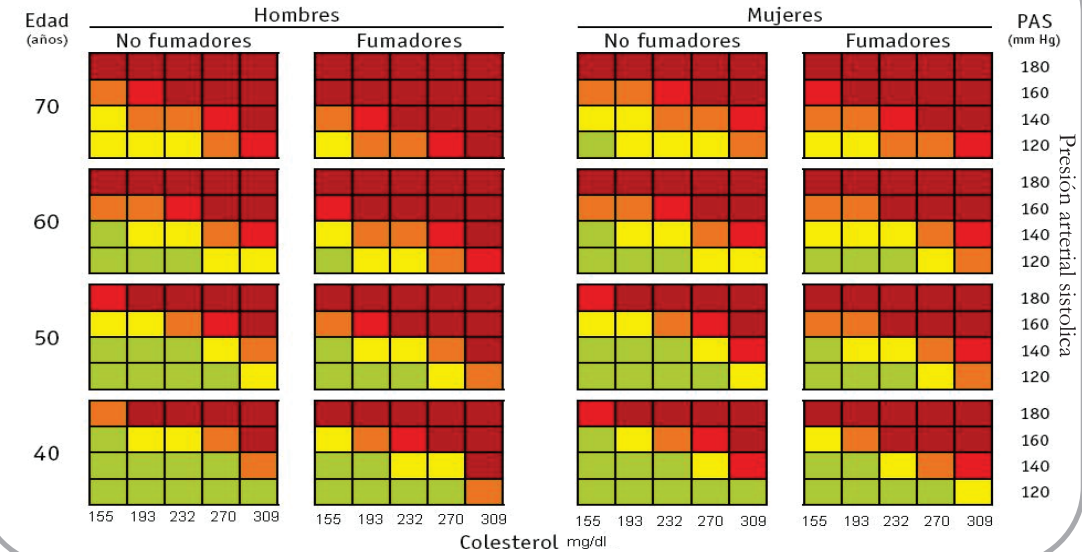 Edad
(años)
Hombres
Mujeres
PAS
(mm Hg)
No fumadores
Fumadores
No fumadores
Fumadores
70
180
160
140
120
60
180
160
140
120
50
180
160
140
120
40
180
160
140
120
Presión arterial sistolica
155 193 232 270 309
155 193 232 270 309
155 193 232 270 309
155 193 232 270 309
Colesterol mg/dl